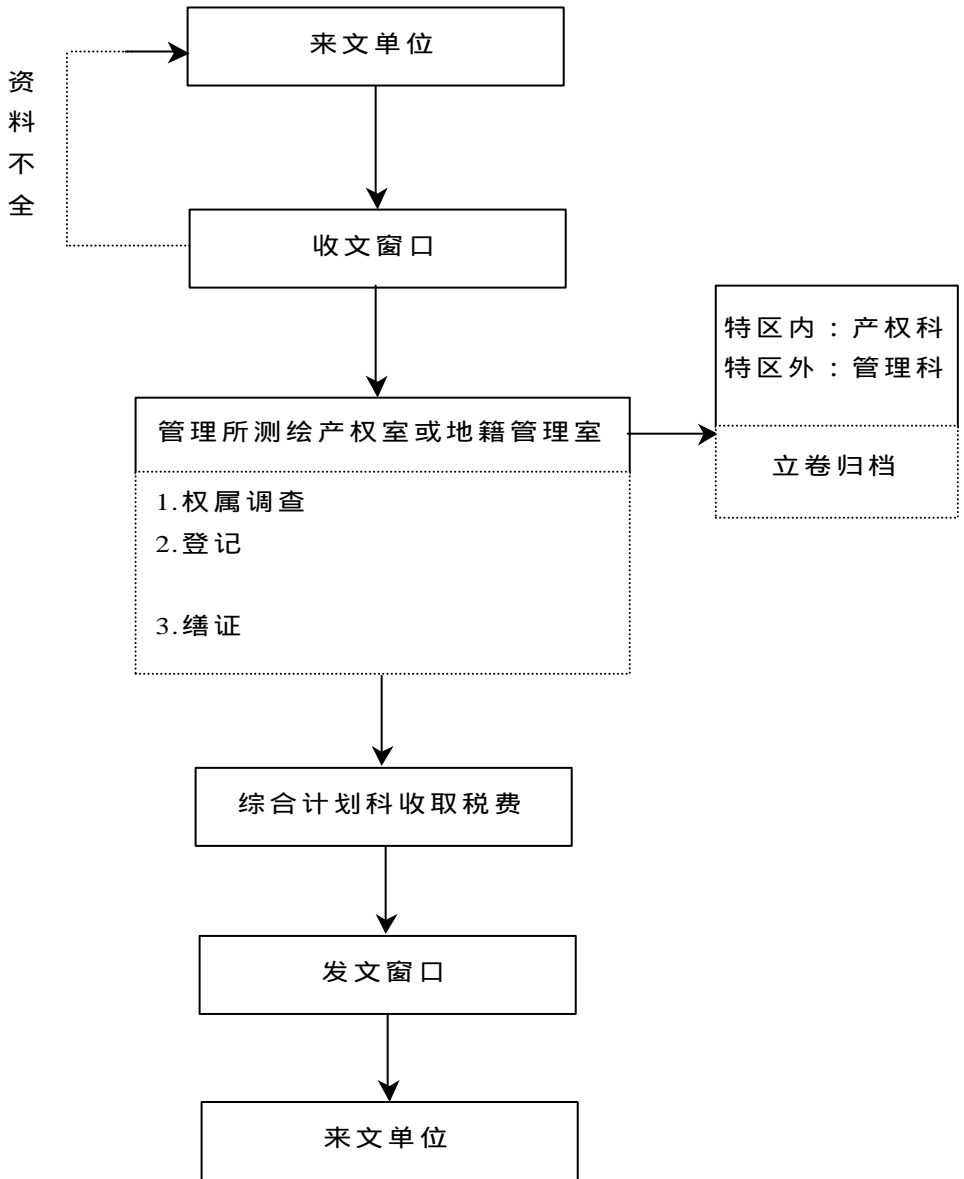 来文单位
资
料
不
全
收文窗口
特区内：产权科
特区外：管理科
立卷归档
管理所测绘产权室或地籍管理室
1.权属调查
2.登记
3.缮证
综合计划科收取税费
发文窗口
来文单位